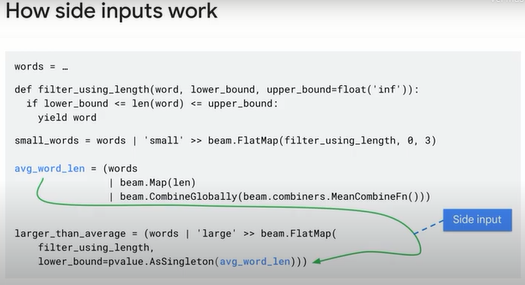 How side inputs work
words = …
def filter_using_length(word, lower_bound, upper_bound=float('inf')):
  if lower_bound <= len(word) <= upper_bound:
    yield word
small_words = words | 'small' >> beam.FlatMap(filter_using_length, 0, 3)
avg_word_len = (words
                | beam.Map(len)
                | beam.CombineGlobally(beam.combiners.MeanCombineFn()))
Side input
larger_than_average = (words | 'large' >> beam.FlatMap(
    filter_using_length,
    lower_bound=pvalue.AsSingleton(avg_word_len)))